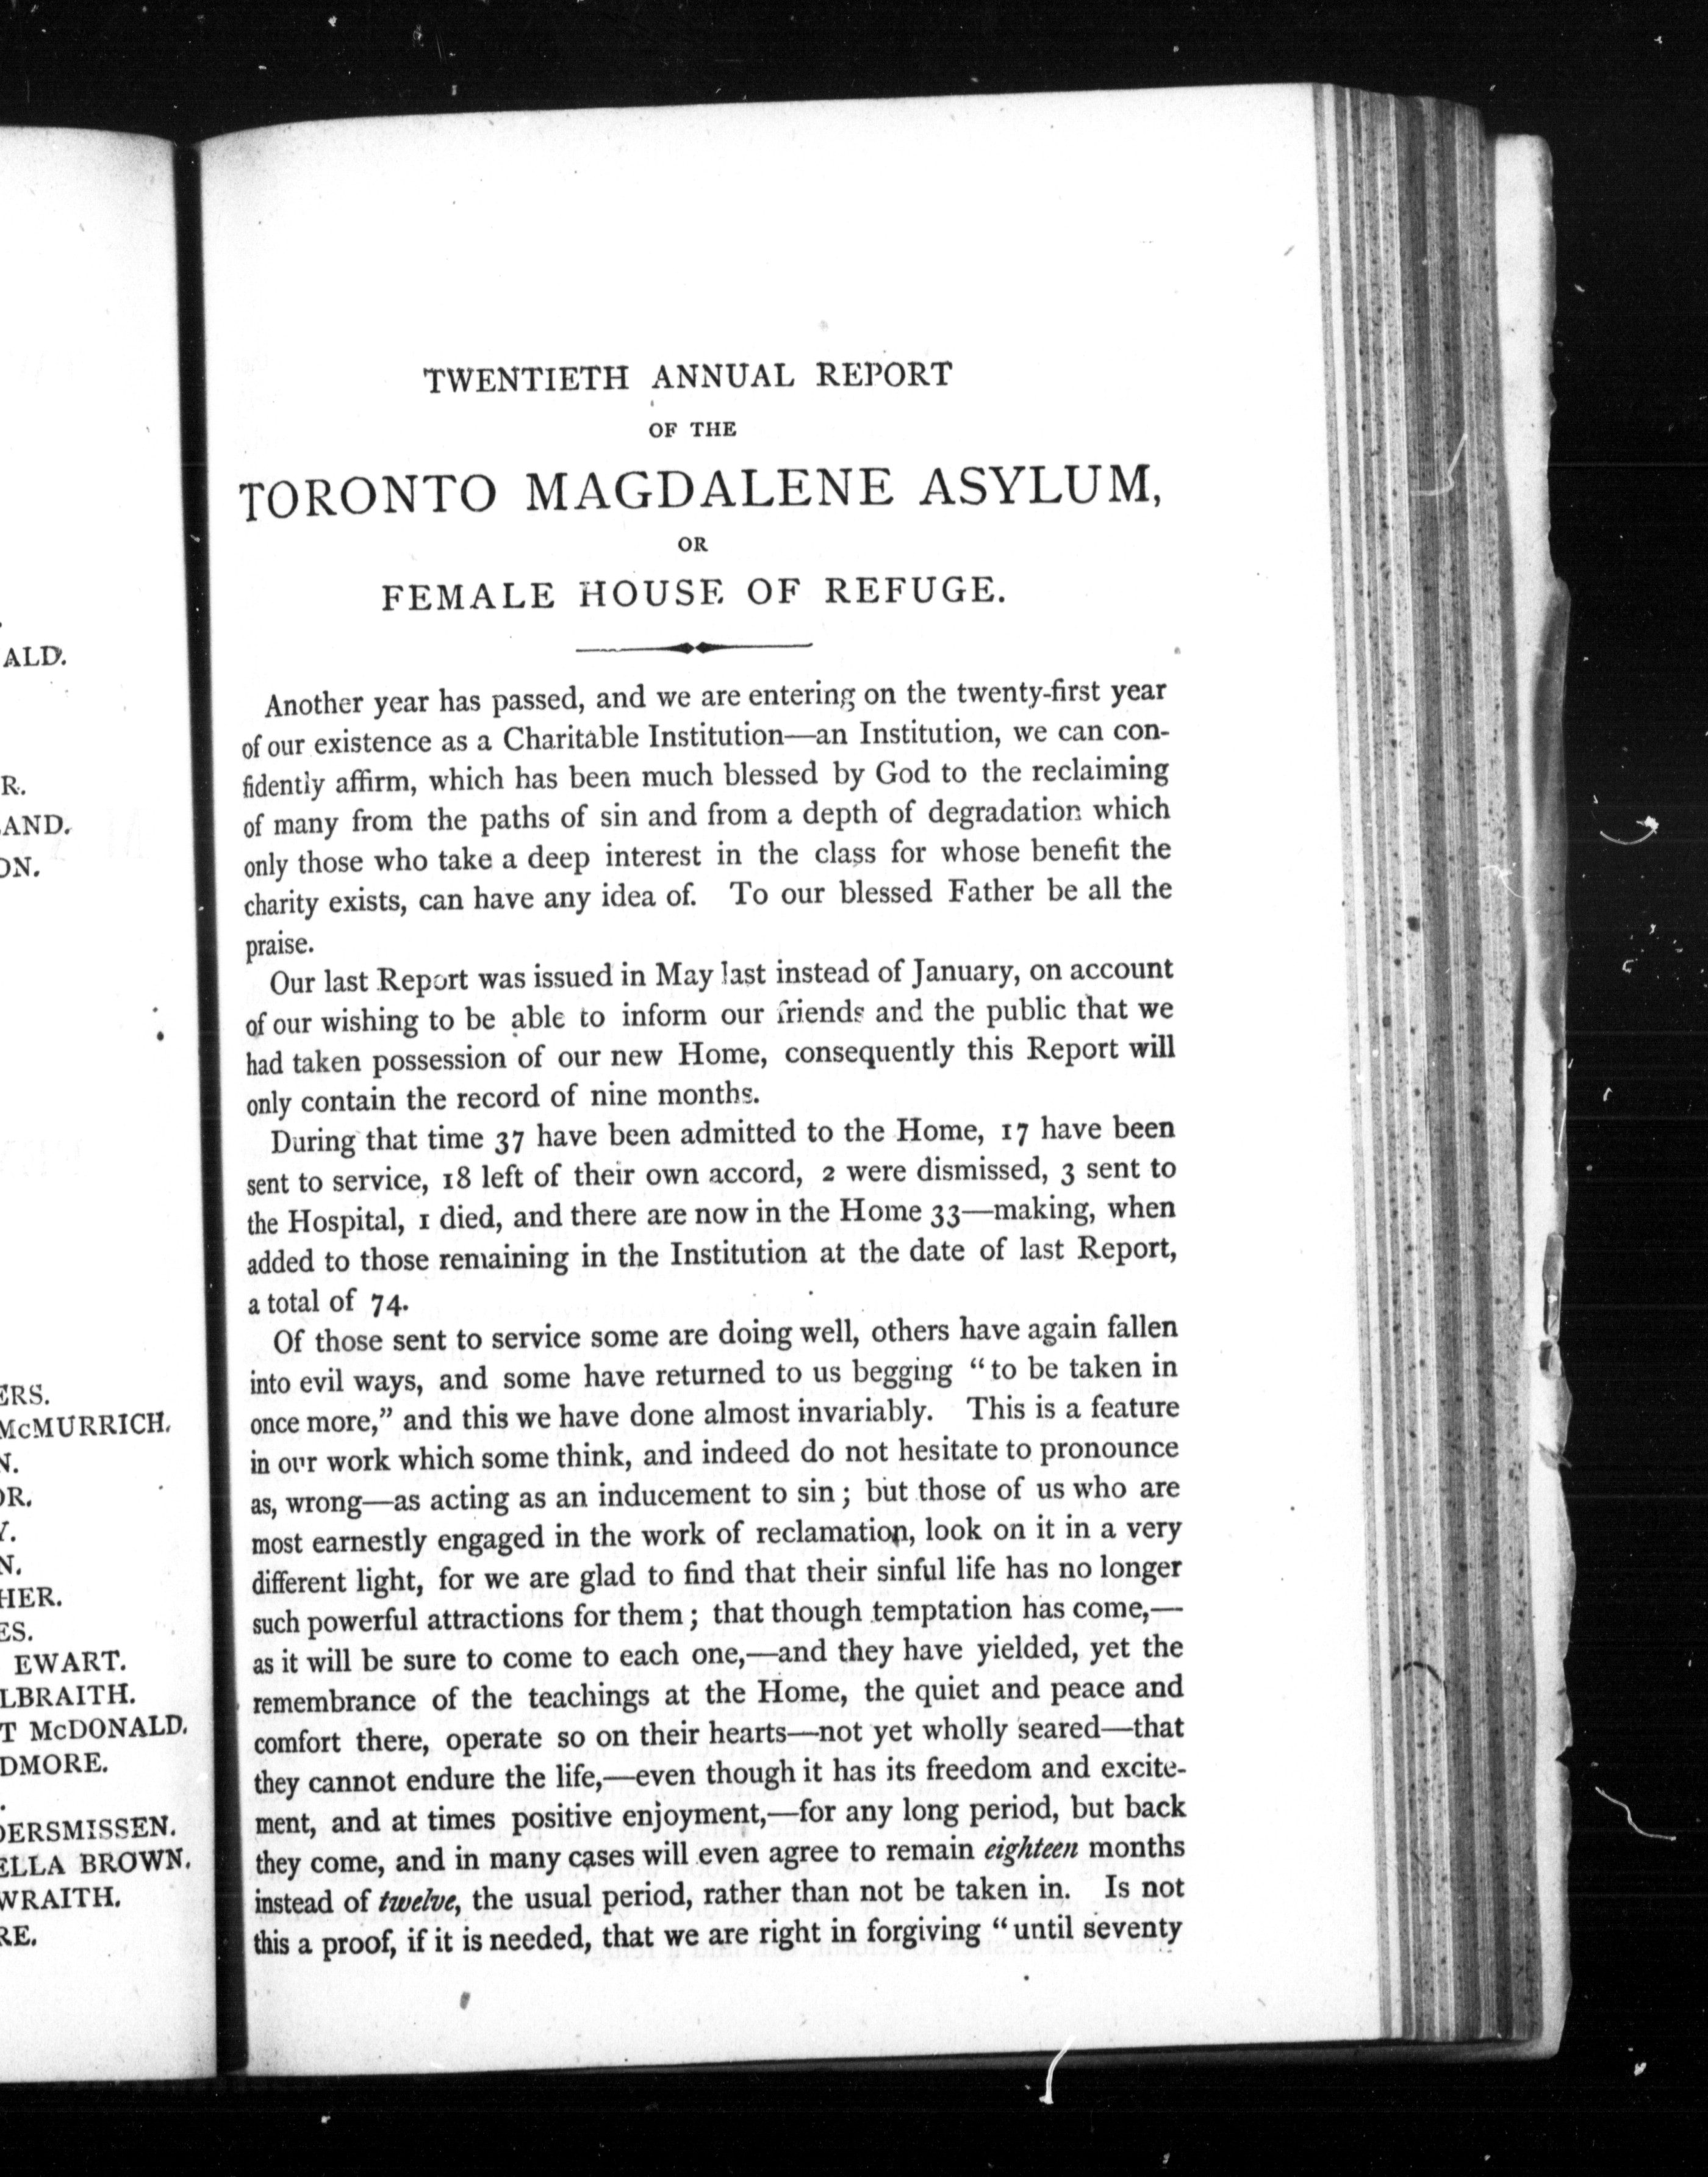 ALD.
R.
AND.
ON.
ERS.
McMURRICH.
N.
OR.
Y.
N.
HER.
ES.
EWART.
LBRAITH.
T McDONALD.
DMORE.
DERSMISSEN.
ELLA BROWN.
WRAITH.
RE.
TWENTIETH ANNUAL REPORT
OF THE
TORONTO MAGDALENE ASYLUM,
OR
FEMALE HOUSE OF REFUGE.
Another year has passed, and we are entering on the twenty-first year
of our existence as a Charitable Institution—an Institution, we can con-
fidently affirm, which has been much blessed by God to the reclaiming
of many from the paths of sin and from a depth of degradation which
only those who take a deep interest in the class for whose benefit the
charity exists, can have any idea of. To our blessed Father be all the
praise.
Our last Report was issued in May last instead of January, on account
of our wishing to be able to inform our friends and the public that we
had taken possession of our new Home, consequently this Report will
only contain the record of nine months.
During that time 37 have been admitted to the Home, 17 have been
sent to service, 18 left of their own accord, 2 were dismissed, 3 sent to
the Hospital, 1 died, and there are now in the Home 33—making, when
added to those remaining in the Institution at the date of last Report,
a total of 74.
Of those sent to service some are doing well, others have again fallen
into evil ways, and some have returned to us begging “to be taken in
once more,” and this we have done almost invariably. This is a feature
in our work which some think, and indeed do not hesitate to pronounce
as, wrong—as acting as an inducement to sin; but those of us who are
most earnestly engaged in the work of reclamation, look on it in a very
different light, for we are glad to find that their sinful life has no longer
such powerful attractions for them; that though temptation has come,—
as it will be sure to come to each one,—and they have yielded, yet the
remembrance of the teachings at the Home, the quiet and peace and
comfort there, operate so on their hearts—not yet wholly seared—that
they cannot endure the life,—even though it has its freedom and excite-
ment, and at times positive enjoyment,—for any long period, but back
they come, and in many cases will even agree to remain eighteen months
instead of twelve, the usual period, rather than not be taken in. Is not
this a proof, if it is needed, that we are right in forgiving “until seventy